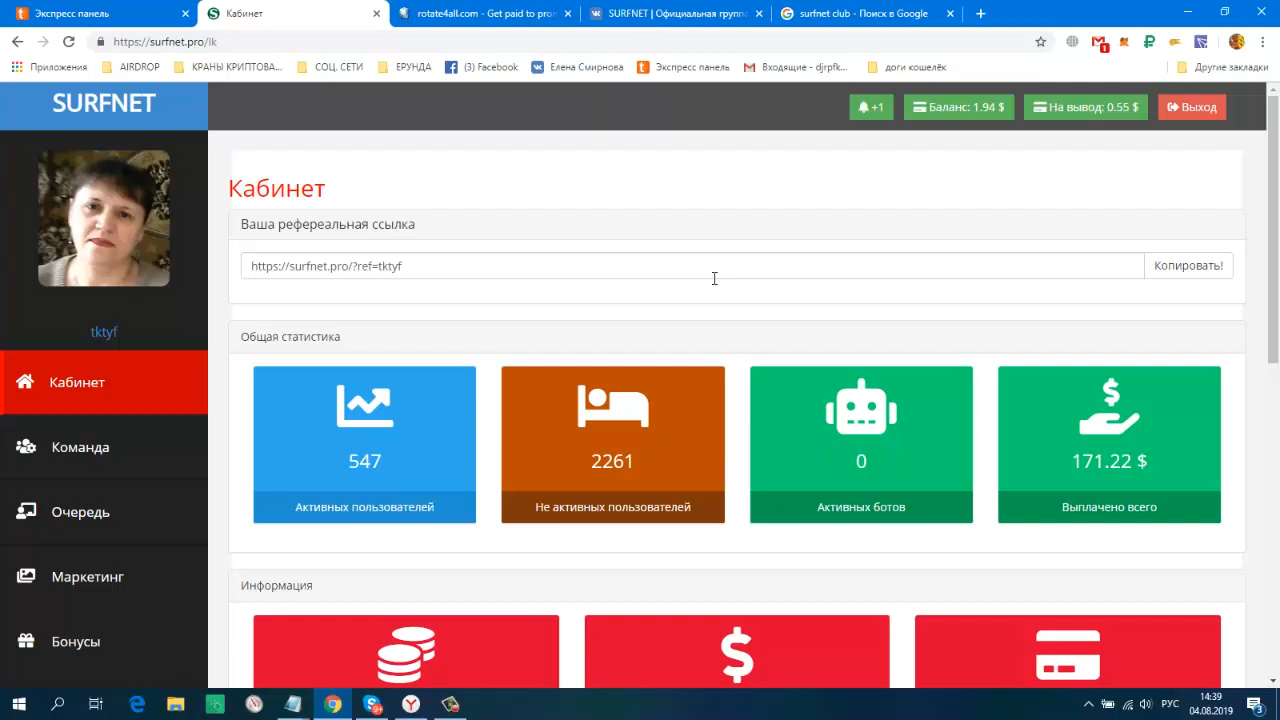 Экспресс панель
Кабинет
rotate4all.com - Get paid to pron
SURFNET | Официальная группа
surfnet club - Поиск в Google
https://surfnet.pro/lk
1
Приложения
AIRDROP
КРАНЫ КРИПТОВА...
СОЦ. СЕТИ
ЕРУНДА
(3) Facebook
Елена Смирнова
Экспресс панель
Входящие - djrpfk...
доги кошелёк
Другие закладки
SURFNET
+1
Баланс: 1.94 $
На вывод: 0.55 $
Выход
Кабинет
Ваша рефереальная ссылка
https://surfnet.pro/?ref=tktyf
Копировать!
tktyf
Общая статистика
Кабинет
Команда
Очередь
Маркетинг
Бонусы
547
Активных пользователей
2261
Не активных пользователей
0
Активных ботов
171.22 $
Выплачено всего
Информация
РУС
14:39
04.08.2019
3